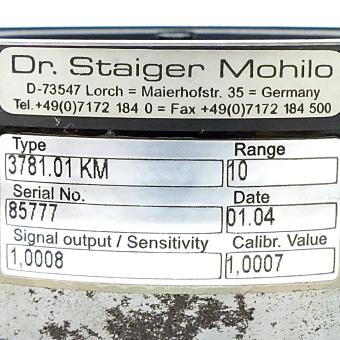 Dr. Staiger Mohilo
D-73547 Lorch = Maierhofstr. 35 = Germany
Tel.+49(0)7172 184 0 = Fax +49(0)7172 184 500
Type Range
3781.01 KM 10
Serial No. Date
85777 01.04
Signal output / Sensitivity Calibr. Value
1,0008 1,0007